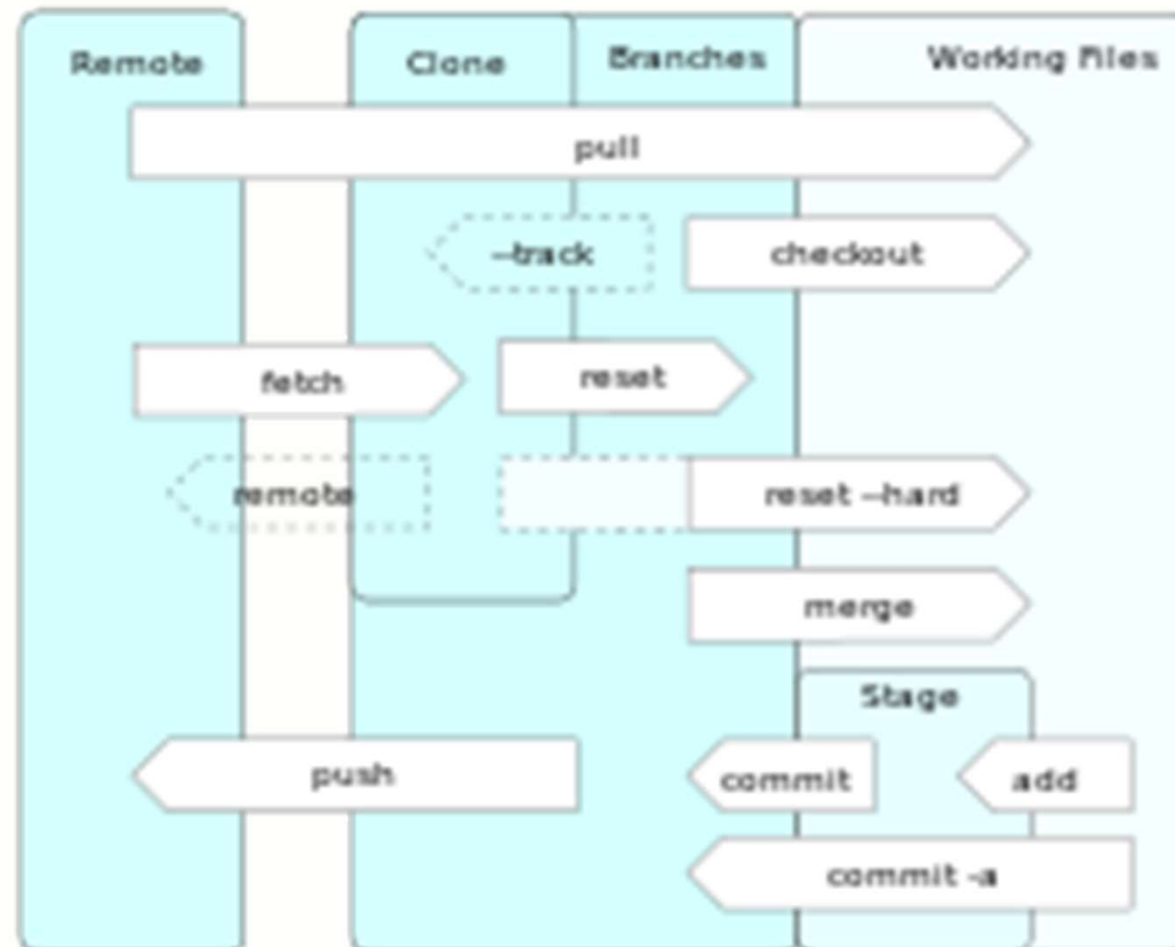 Remote
Clone
Branches
Working Files
pull
--track
checkout
fetch
reset
remote
reset --hard
merge
Stage
push
commit
add
commit -a